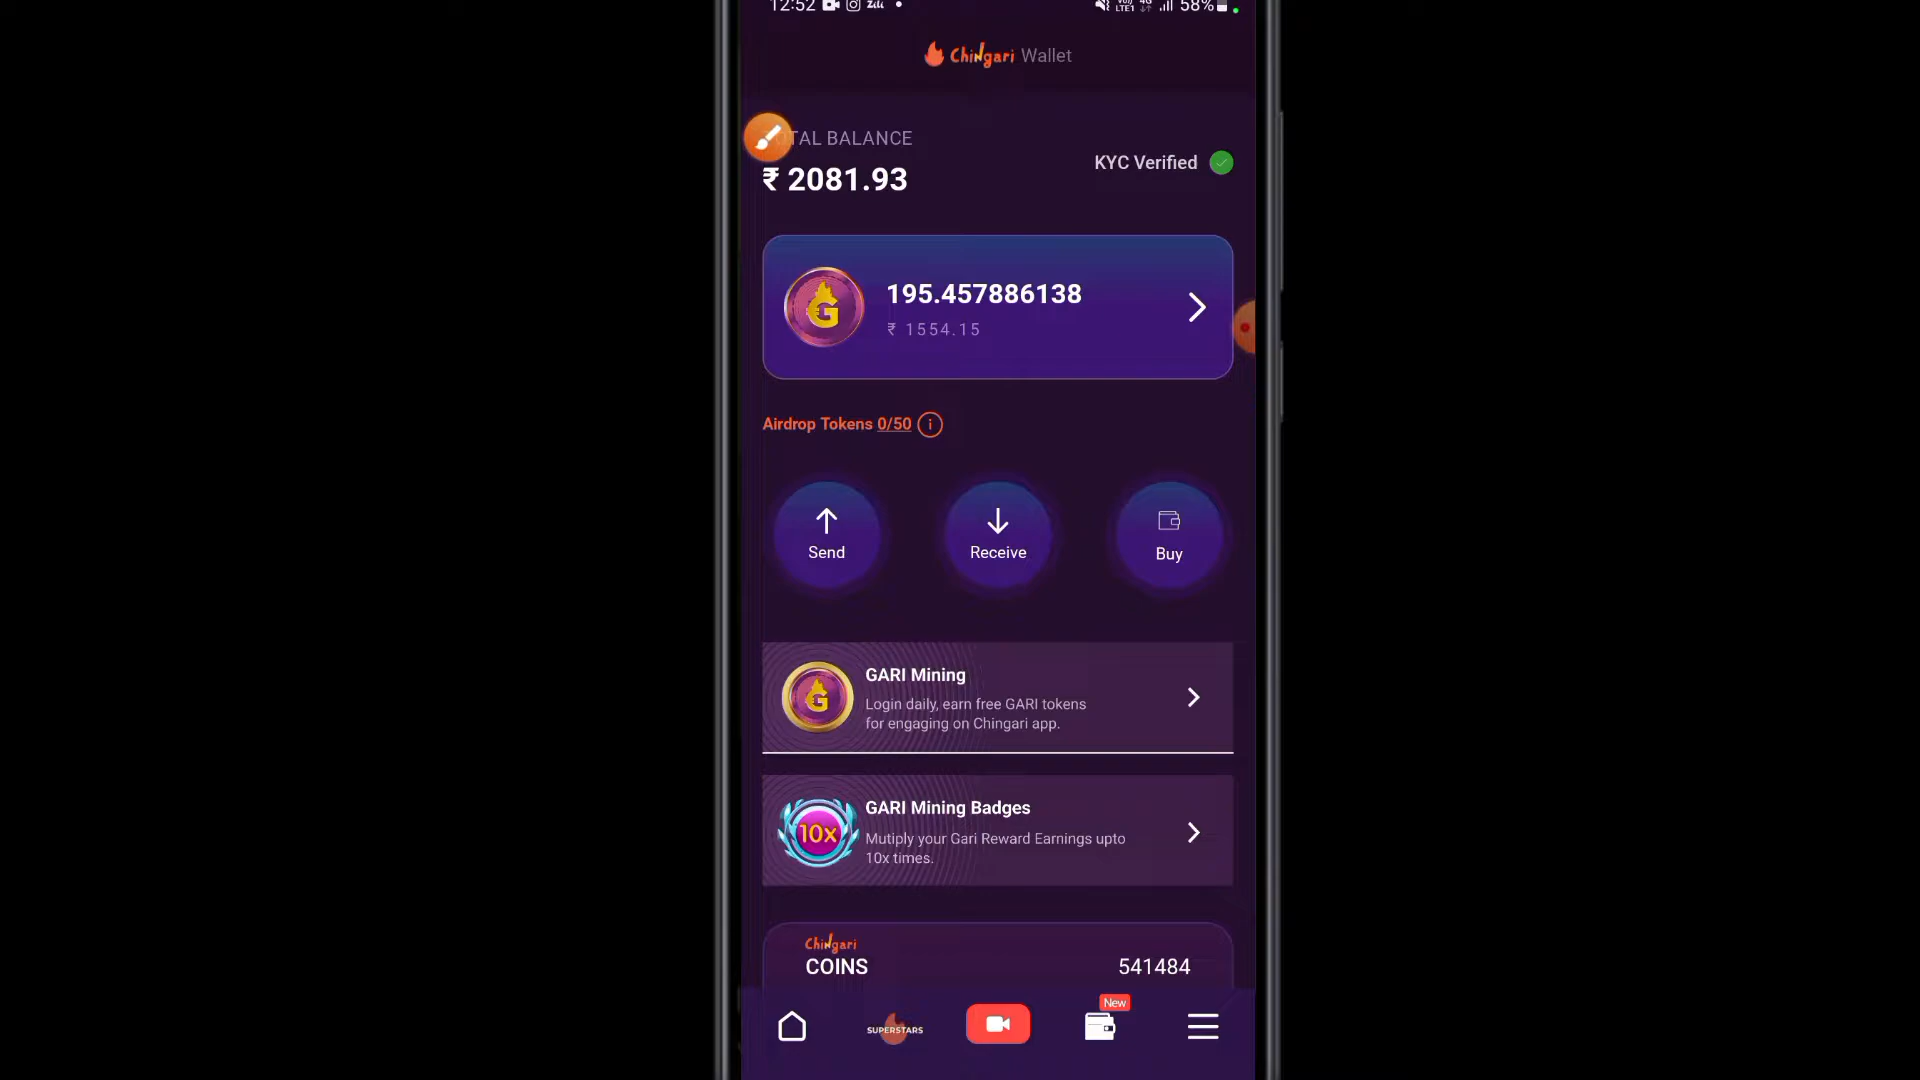 12:52 Zili 58%
Chingari Wallet
TAL BALANCE
₹ 2081.93
KYC Verified
195.457886138
₹ 1554.15
Airdrop Tokens 0/50 i
Send
Receive
Buy
GARI Mining
Login daily, earn free GARI tokens
for engaging on Chingari app.
10x
GARI Mining Badges
Mutiply your Gari Reward Earnings upto
10x times.
Chingari
COINS
541484
New
SUPERSTARS